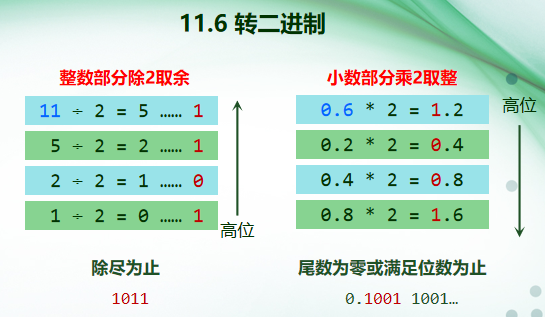 11.6 转二进制
整数部分除2取余
11 ÷ 2 = 5 …… 1
5 ÷ 2 = 2 …… 1
2 ÷ 2 = 1 …… 0
1 ÷ 2 = 0 …… 1
高位
除尽为止
1011
小数部分乘2取整
高位
0.6 * 2 = 1.2
0.2 * 2 = 0.4
0.4 * 2 = 0.8
0.8 * 2 = 1.6
尾数为零或满足位数为止
0.1001 1001…